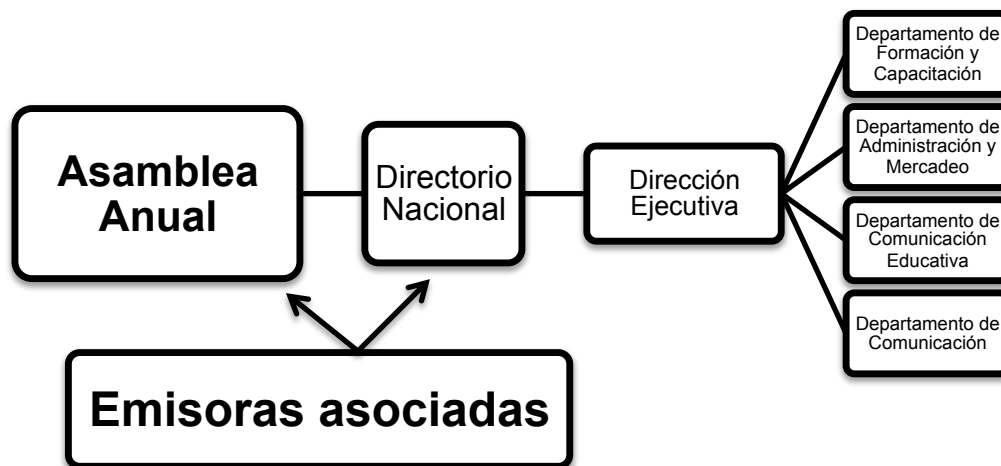 Asamblea
Anual
Directorio
Nacional
Dirección
Ejecutiva
Departamento de
Formación y
Capacitación
Departamento de
Administración y
Mercadeo
Departamento de
Comunicación
Educativa
Departamento de
Comunicación
Emisoras asociadas